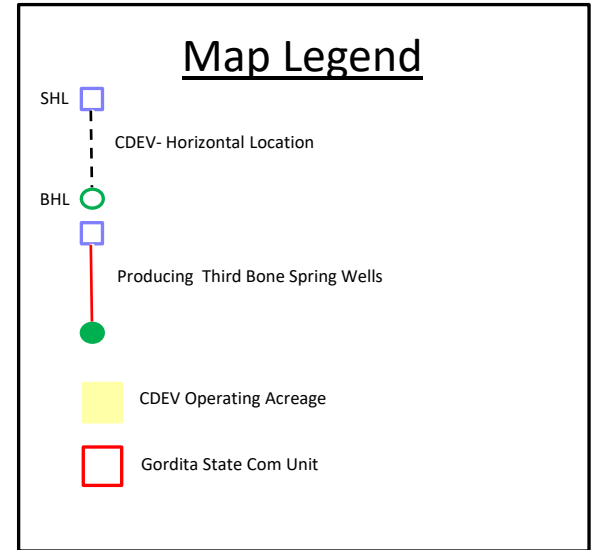 Map Legend
SHL
CDEV- Horizontal Location
BHL
Producing Third Bone Spring Wells
CDEV Operating Acreage
Gordita State Com Unit